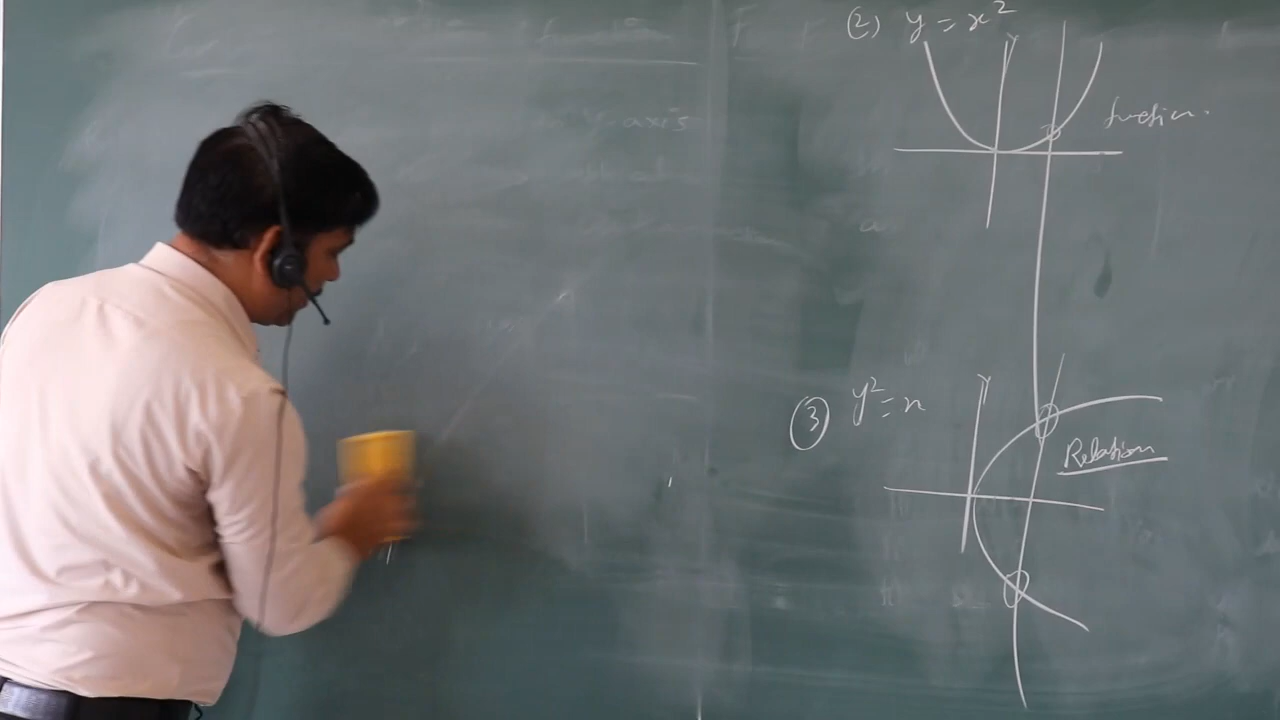 (2) y = x²
function.
-axis
③ y² = x
Relation